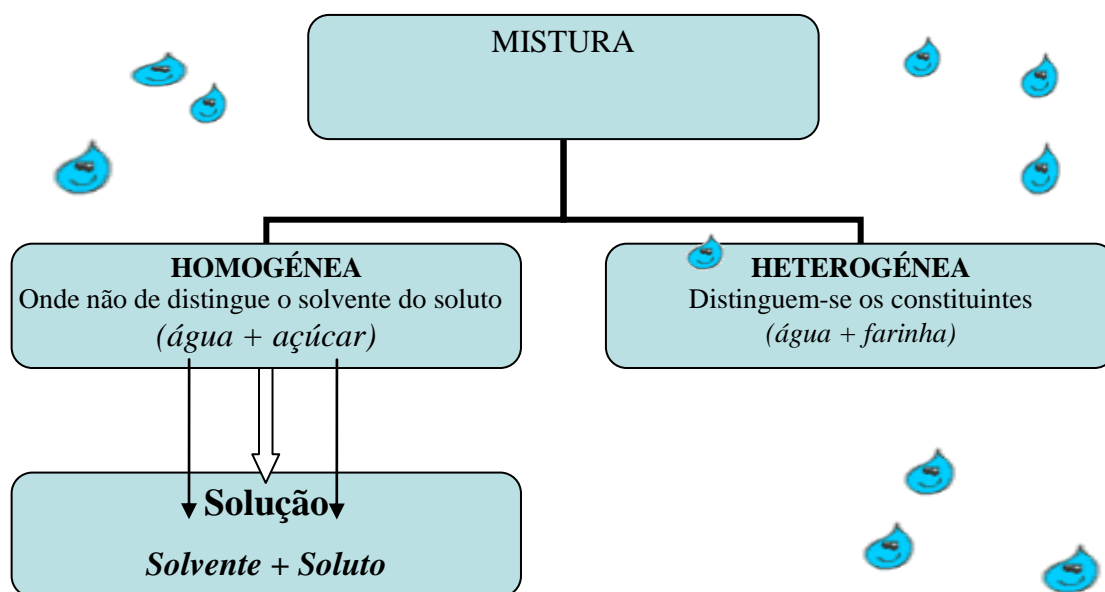 MISTURA
HOMOGÉNEA
Onde não de distingue o solvente do soluto
(água + açúcar)
HETEROGÉNEA
Distinguem-se os constituintes
(água + farinha)
Solução
Solvente + Soluto